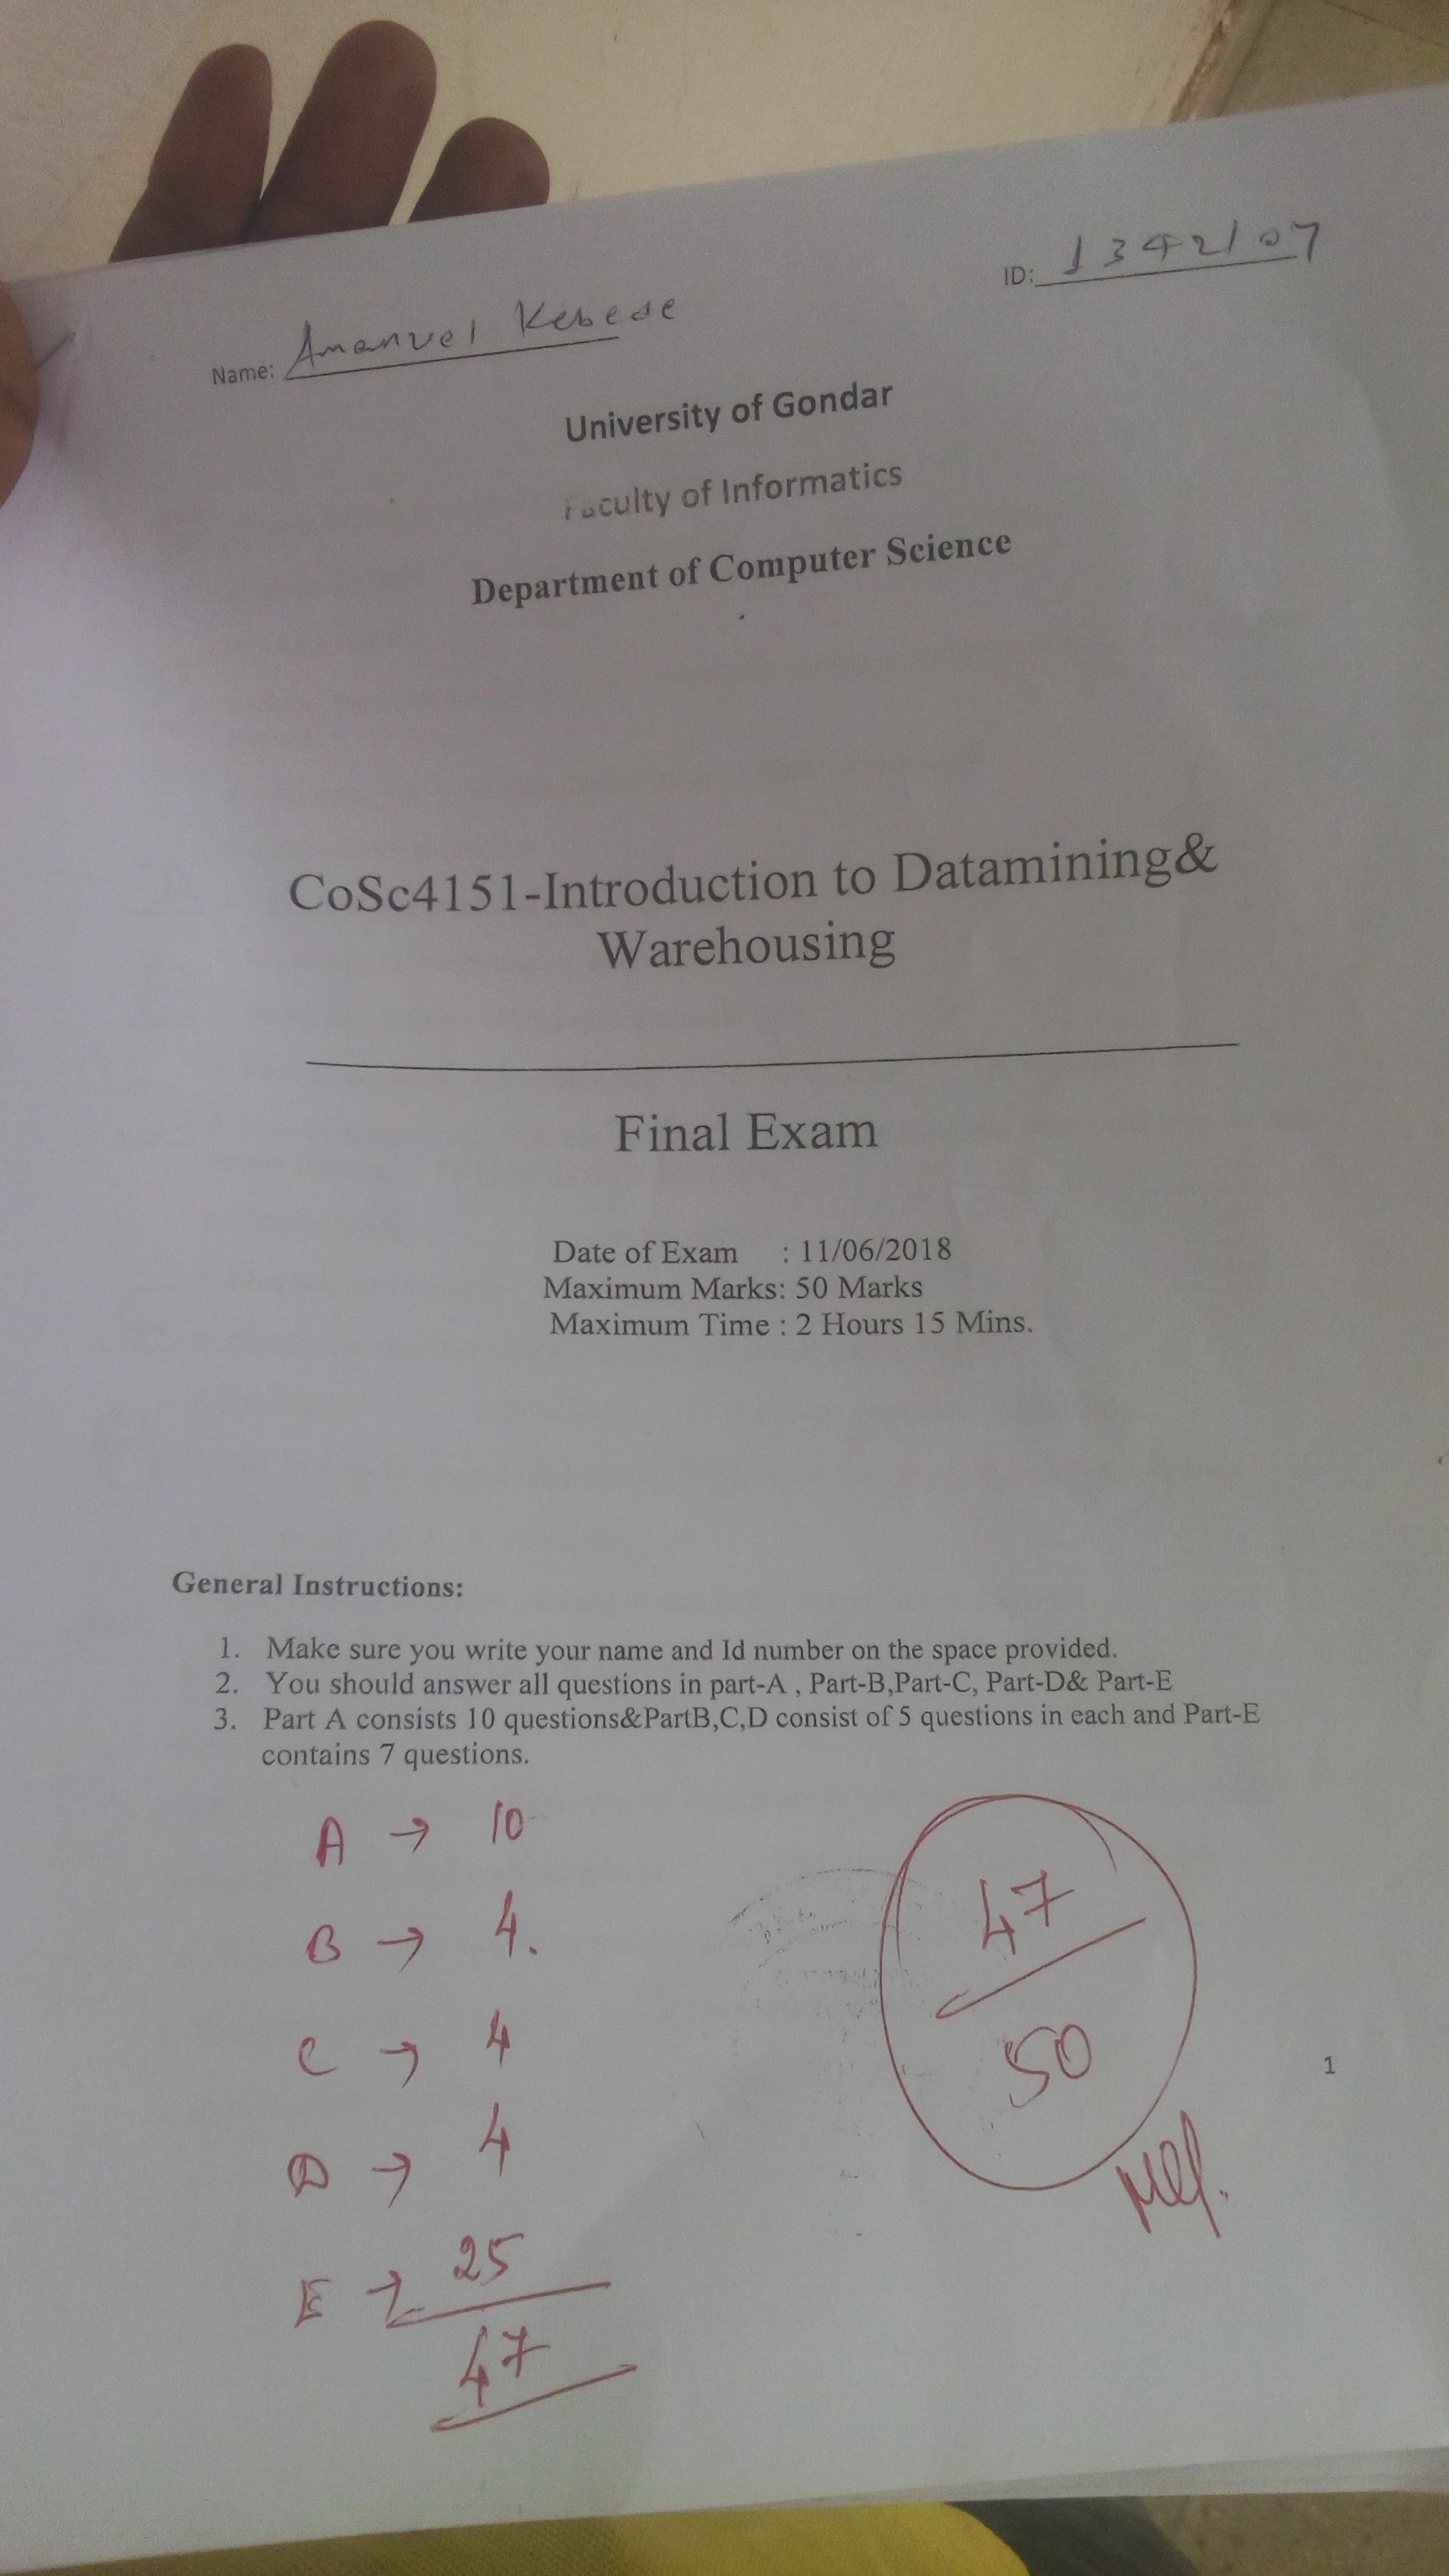 ID: 1342/07
Name: Amanuel Kebede
University of Gondar
Faculty of Informatics
Department of Computer Science
CoSc4151-Introduction to Datamining&
Warehousing
Final Exam
Date of Exam : 11/06/2018
Maximum Marks: 50 Marks
Maximum Time : 2 Hours 15 Mins.
General Instructions:
1. Make sure you write your name and Id number on the space provided.
2. You should answer all questions in part-A , Part-B,Part-C, Part-D& Part-E
3. Part A consists 10 questions&PartB,C,D consist of 5 questions in each and Part-E
contains 7 questions.
A → 10
B → 4.
C → 4
D → 4
E → 25
47
47
50
1